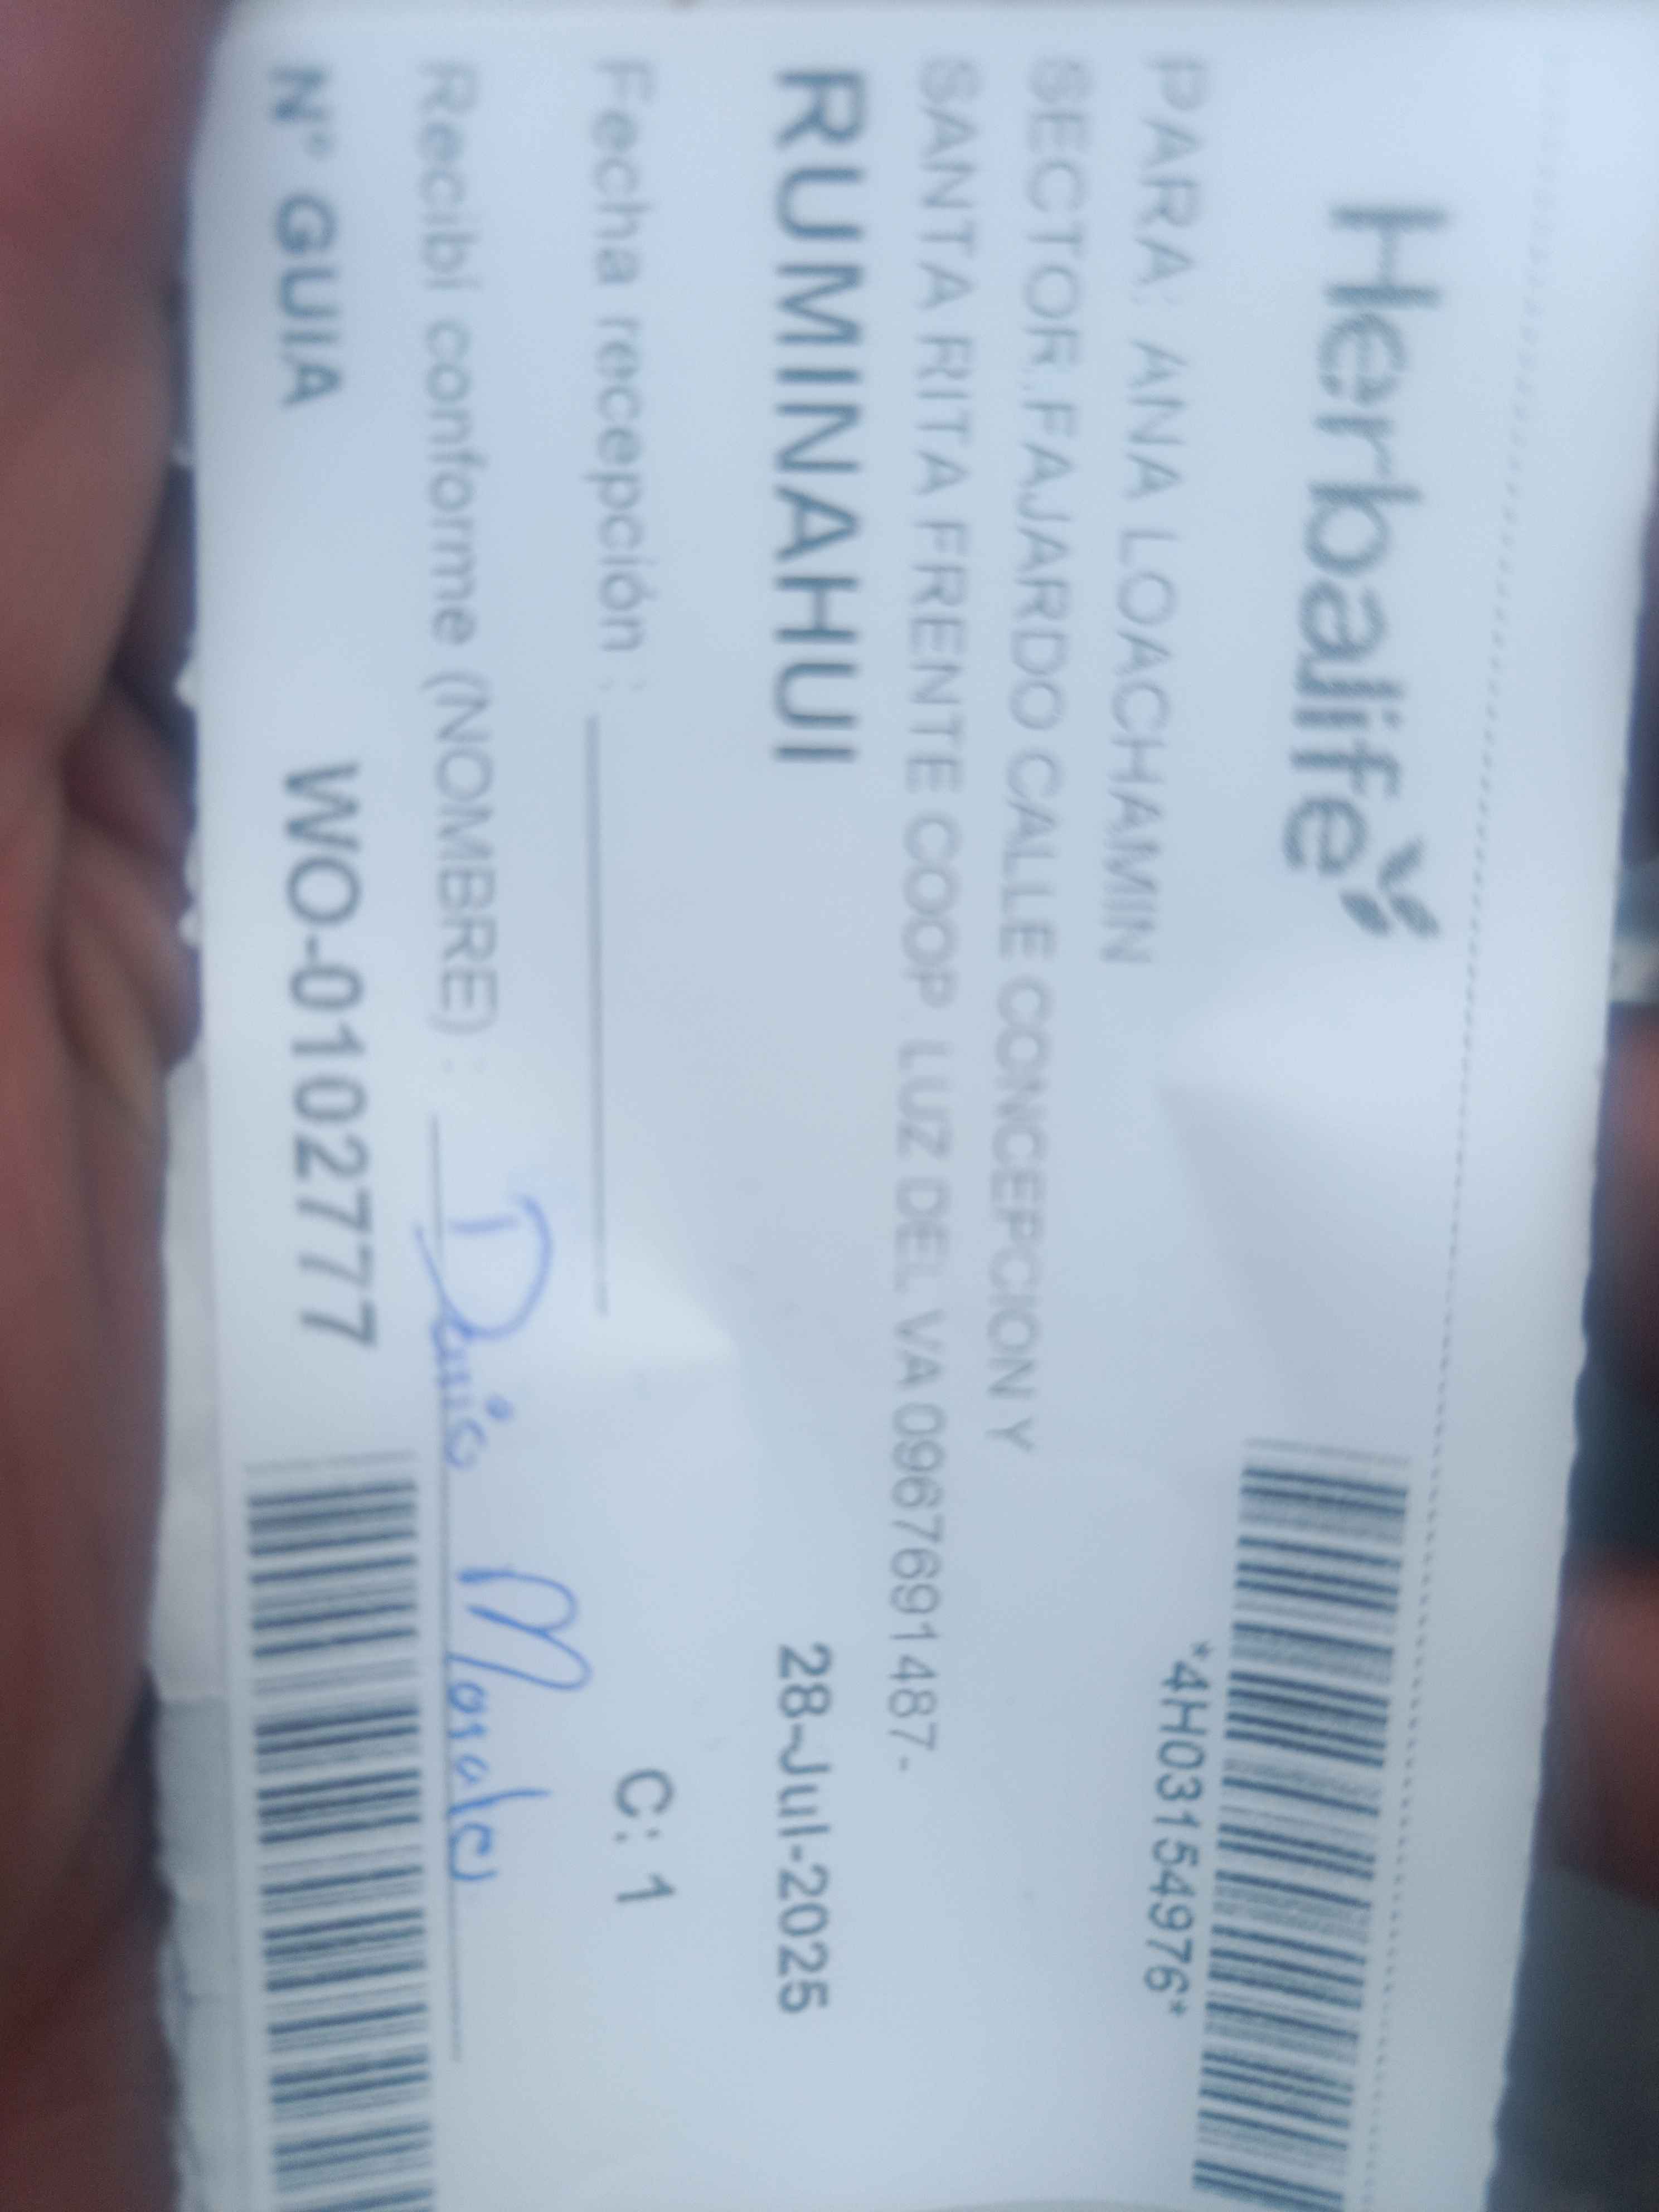 Herbalife
*4H03154976*
PARA: ANA LOACHAMIN
SECTOR,FAJARDO CALLE CONCEPCION Y
SANTA RITA FRENTE COOP LUZ DEL VA 0967691487-
RUMINAHUI 28-Jul-2025
Fecha recepción :
C: 1
Recibí conforme (NOMBRE) : Morales
N° GUIA WO-0102777